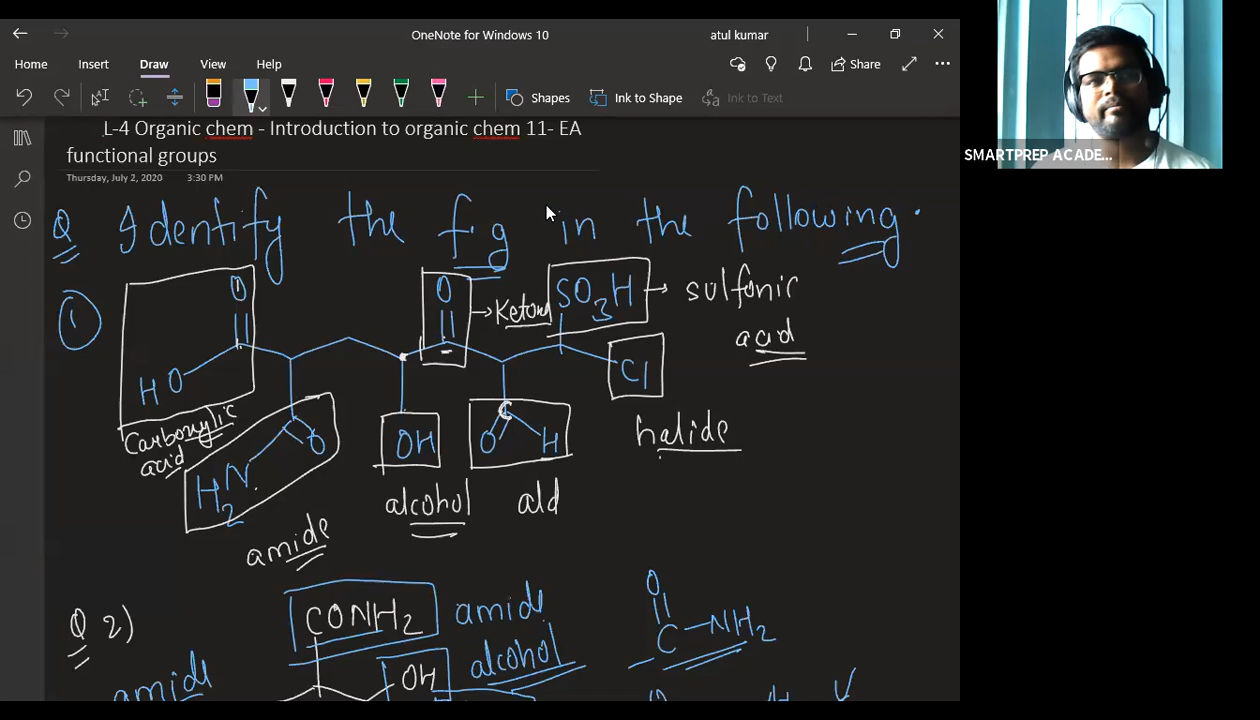 OneNote for Windows 10
atul kumar
Home Insert Draw View Help
Share
Shapes Ink to Shape Ink to Text
L-4 Organic chem - Introduction to organic chem 11- EA
functional groups
Thursday, July 2, 2020 3:30 PM
SMARTPREP ACADE...
Q Identify the f.g in the following.
1
O O SO3H → sulfonic
→ Ketone
acid
HO Cl
Carboxylic
acid
O OH O C H halide
H2N
alcohol ald
amide
Q 2) CONH2 amide O
C-NH2
alcohol
amide OH